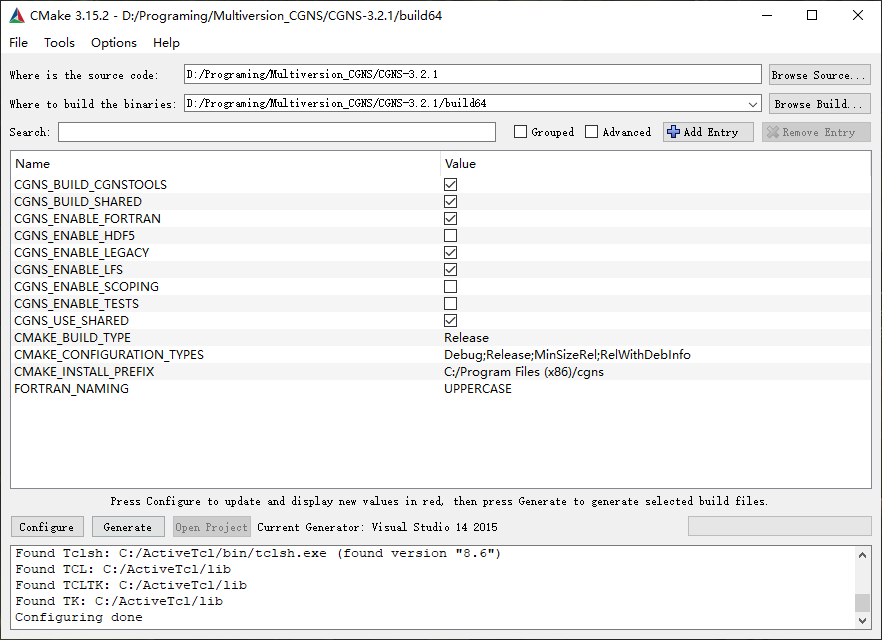 CMake 3.15.2 - D:/Programing/Multiversion_CGNS/CGNS-3.2.1/build64
File Tools Options Help
Where is the source code: D:/Programing/Multiversion_CGNS/CGNS-3.2.1 Browse Source...
Where to build the binaries: D:/Programing/Multiversion_CGNS/CGNS-3.2.1/build64 Browse Build...
Search: Grouped Advanced Add Entry Remove Entry
Name Value
CGNS_BUILD_CGNSTOOLS
CGNS_BUILD_SHARED
CGNS_ENABLE_FORTRAN
CGNS_ENABLE_HDF5
CGNS_ENABLE_LEGACY
CGNS_ENABLE_LFS
CGNS_ENABLE_SCOPING
CGNS_ENABLE_TESTS
CGNS_USE_SHARED
CMAKE_BUILD_TYPE Release
CMAKE_CONFIGURATION_TYPES Debug;Release;MinSizeRel;RelWithDebInfo
CMAKE_INSTALL_PREFIX C:/Program Files (x86)/cgns
FORTRAN_NAMING UPPERCASE
Press Configure to update and display new values in red, then press Generate to generate selected build files.
Configure Generate Open Project Current Generator: Visual Studio 14 2015
Found Tclsh: C:/ActiveTcl/bin/tclsh.exe (found version "8.6")
Found TCL: C:/ActiveTcl/lib
Found TCLTK: C:/ActiveTcl/lib
Found TK: C:/ActiveTcl/lib
Configuring done